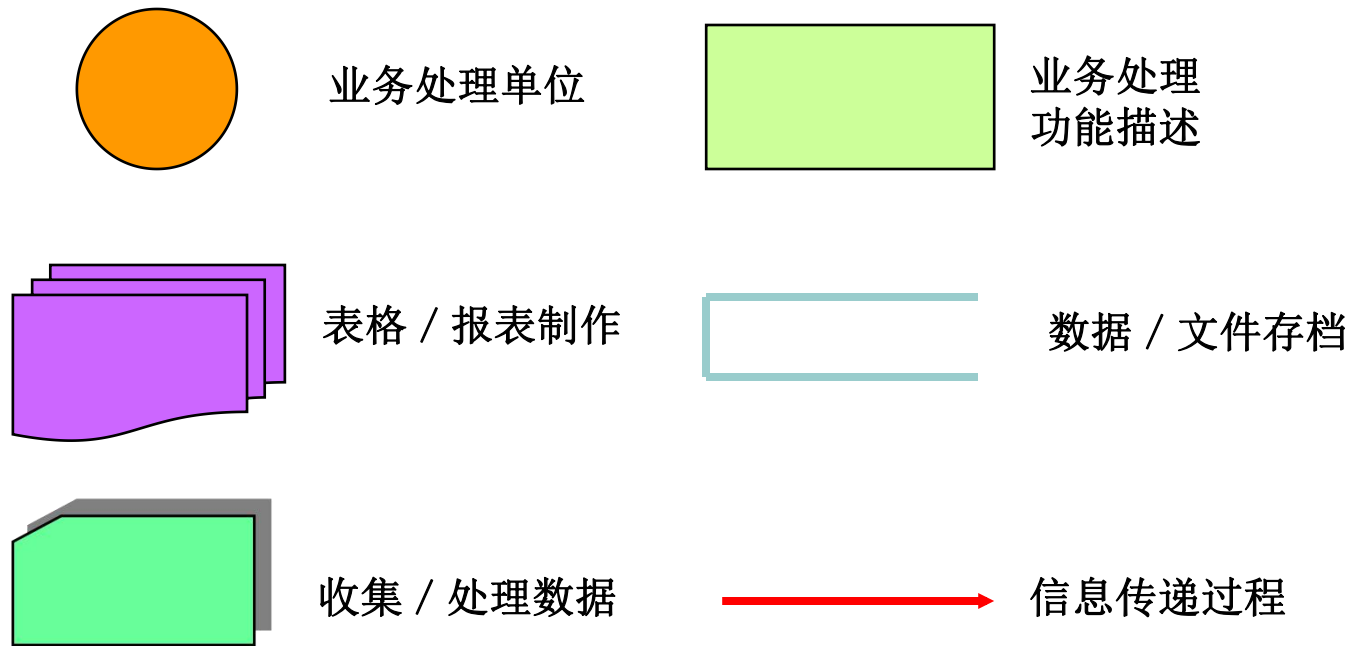 业务处理单位
业务处理
功能描述
表格 / 报表制作
数据 / 文件存档
收集 / 处理数据
信息传递过程